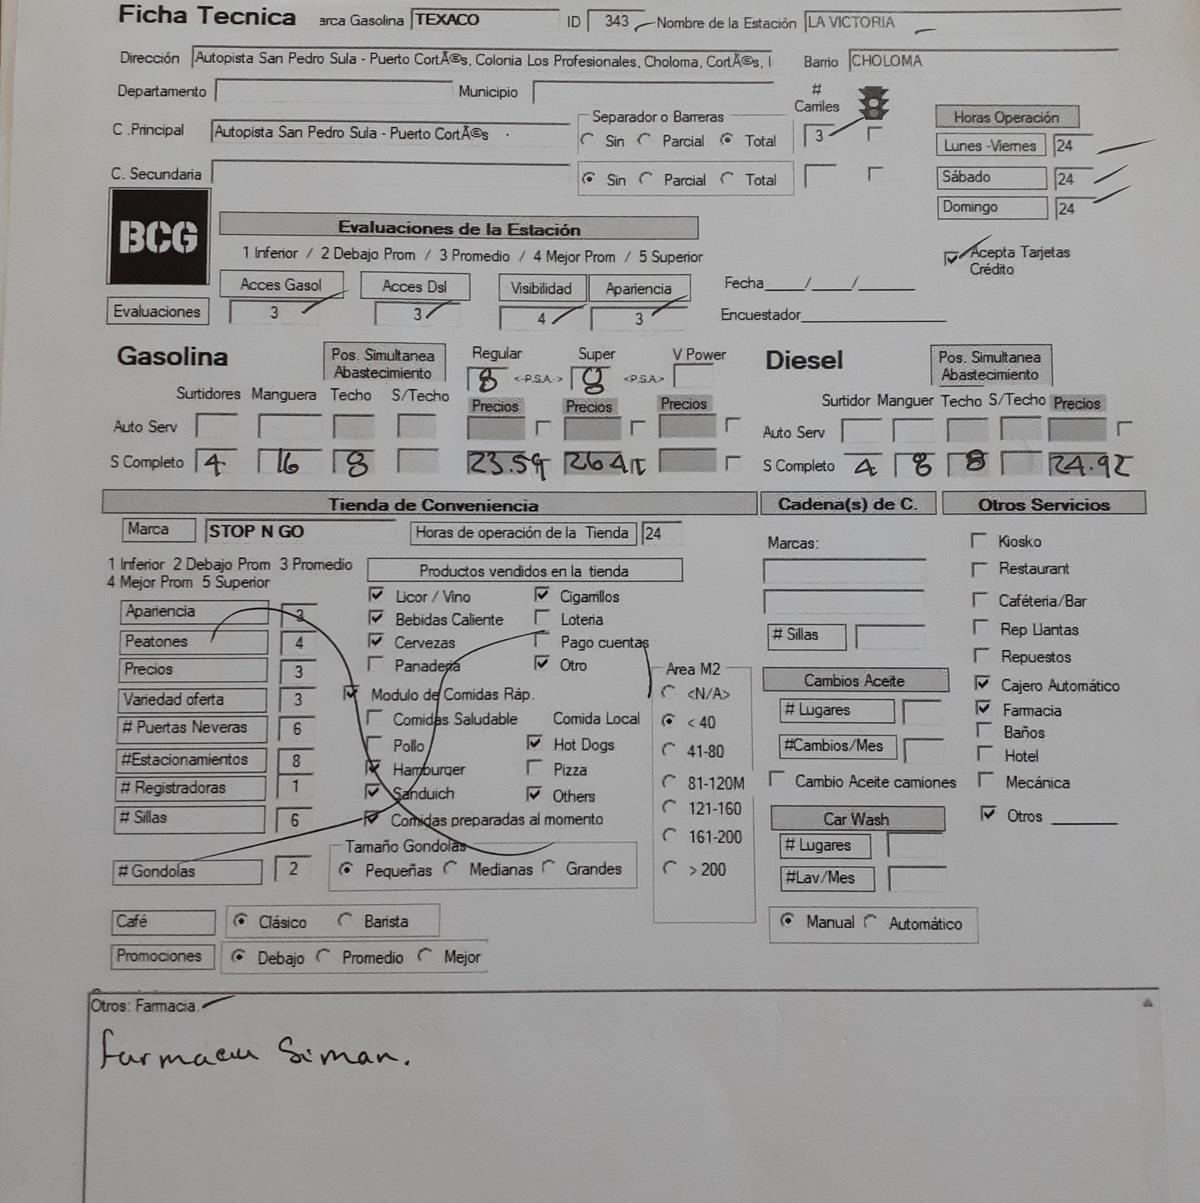 Ficha Tecnica arca Gasolina TEXACO ID 343 Nombre de la Estación LA VICTORIA
Dirección Autopista San Pedro Sula - Puerto CortÃ©s, Colonia Los Profesionales, Choloma, CortÃ©s, Barrio CHOLOMA
Departamento Municipio # Carriles
C .Principal Autopista San Pedro Sula - Puerto CortÃ©s Separador o Barreras Sin Parcial Total 3
C. Secundaria Sin Parcial Total
Horas Operación
Lunes -Viernes 24
Sábado 24
Domingo 24
BCG
Evaluaciones de la Estación
1 Inferior / 2 Debajo Prom / 3 Promedio / 4 Mejor Prom / 5 Superior
Acepta Tarjetas Crédito
Acces Gasol Acces Dsl Visibilidad Apariencia Fecha___/___/___
Evaluaciones 3 3 4 3 Encuestador
Gasolina Pos. Simultanea Abastecimiento Regular Super V Power
8 <-P.S.A.-> 8 <-P.S.A>
Surtidores Manguera Techo S/Techo Precios Precios Precios
Auto Serv
S Completo 4 16 8 23.59
Diesel Pos. Simultanea Abastecimiento
Surtidor Manguer Techo S/Techo Precios
Auto Serv
S Completo 4 8 8
Tienda de Conveniencia
Marca STOP N GO Horas de operación de la Tienda 24
1 Inferior 2 Debajo Prom 3 Promedio
4 Mejor Prom 5 Superior
Apariencia 3
Peatones 4
Precios 3
Variedad oferta 3
# Puertas Neveras 6
#Estacionamientos 8
# Registradoras 1
# Sillas 6
# Gondolas 2
Productos vendidos en la tienda
Licor / Vino Cigarrillos
Bebidas Caliente Loteria
Cervezas Pago cuentas
Panaderia Otro
Modulo de Comidas Ráp.
Comidas Saludable Comida Local
Pollo Hot Dogs
Hamburger Pizza
Sanduich Others
Comidas preparadas al momento
Tamaño Gondolas
Pequeñas Medianas Grandes
Area M2
<N/A>
< 40
41-80
81-120M
121-160
161-200
> 200
Café Clásico Barista
Promociones Debajo Promedio Mejor
Cadena(s) de C.
Marcas:
# Sillas
Cambios Aceite
# Lugares
#Cambios/Mes
Cambio Aceite camiones
Car Wash
# Lugares
#Lav/Mes
Manual Automático
Otros Servicios
Kiosko
Restaurant
Caféteria/Bar
Rep Llantas
Repuestos
Cajero Automático
Farmacia
Baños
Hotel
Mecánica
Otros
Otros: Farmacia.
Farmacia Siman.